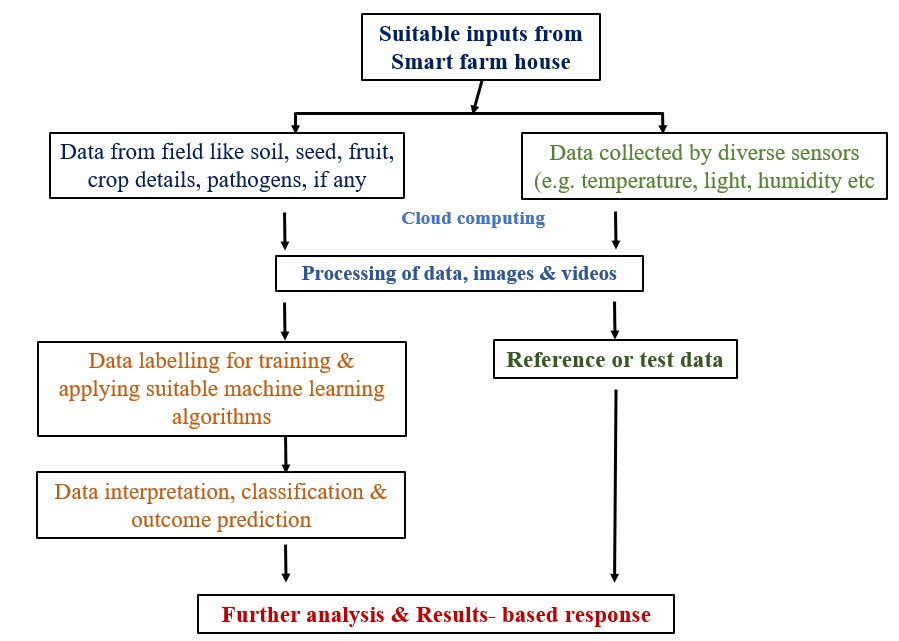 Suitable inputs from
Smart farm house
Data from field like soil, seed, fruit,
crop details, pathogens, if any
Data collected by diverse sensors
(e.g. temperature, light, humidity etc
Cloud computing
Processing of data, images & videos
Data labelling for training &
applying suitable machine learning
algorithms
Reference or test data
Data interpretation, classification &
outcome prediction
Further analysis & Results- based response